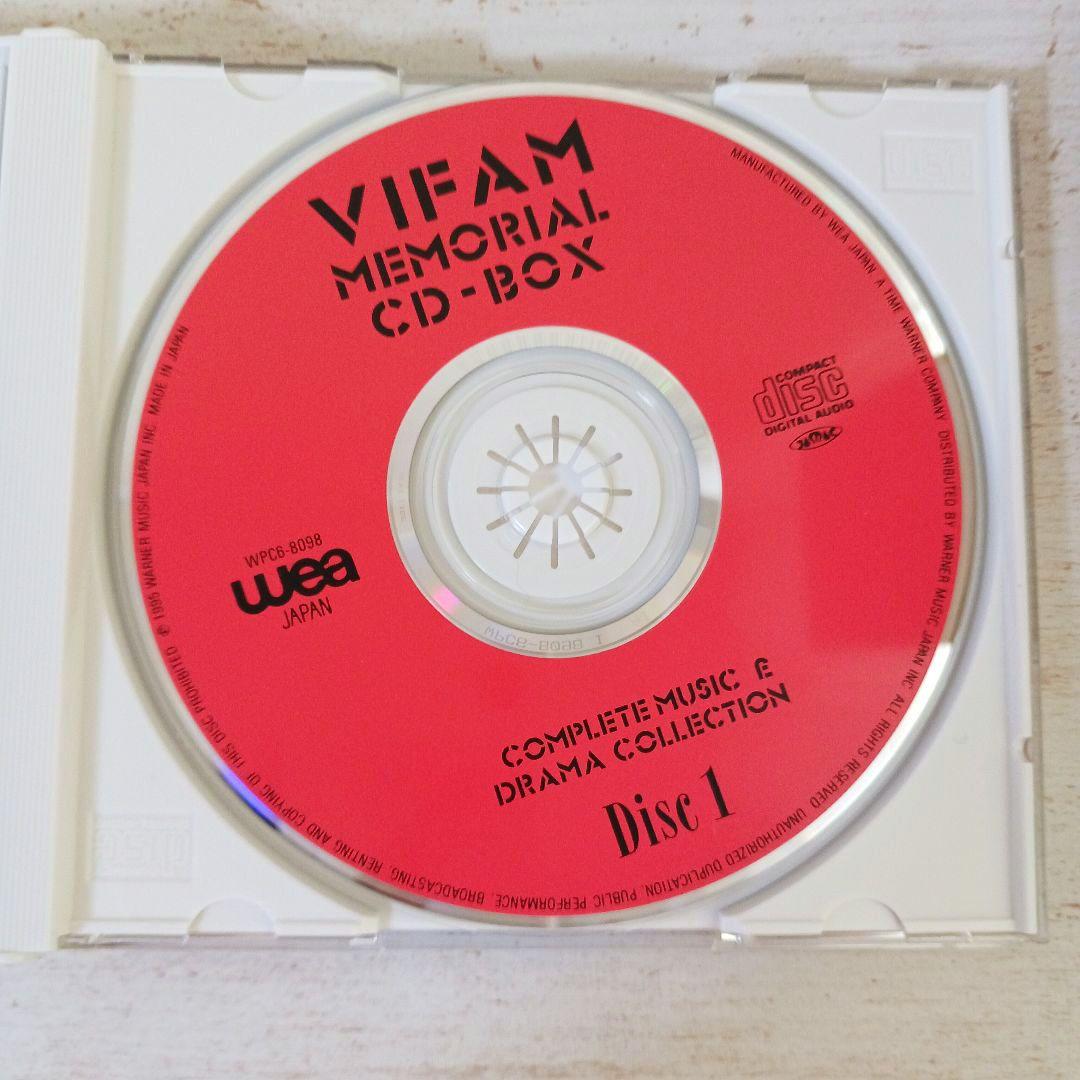 VIFAM
MEMORIAL
CD-BOX
COMPACT
disc
DIGITAL AUDIO
WPC6-8098
wea
JAPAN
WPC6-8098 1
COMPLETE MUSIC &
DRAMA COLLECTION
Disc 1
MANUFACTURED BY WEA JAPAN. A TIME WARNER COMPANY DISTRIBUTED BY WARNER MUSIC JAPAN INC. ALL RIGHTS RESERVED UNAUTHORIZED DUPLICATION, PUBLIC PERFORMANCE, BROADCASTING, RENTING AND COPYING OF THIS DISC PROHIBITED ℗ 1995 WARNER MUSIC JAPAN INC. MADE IN JAPAN